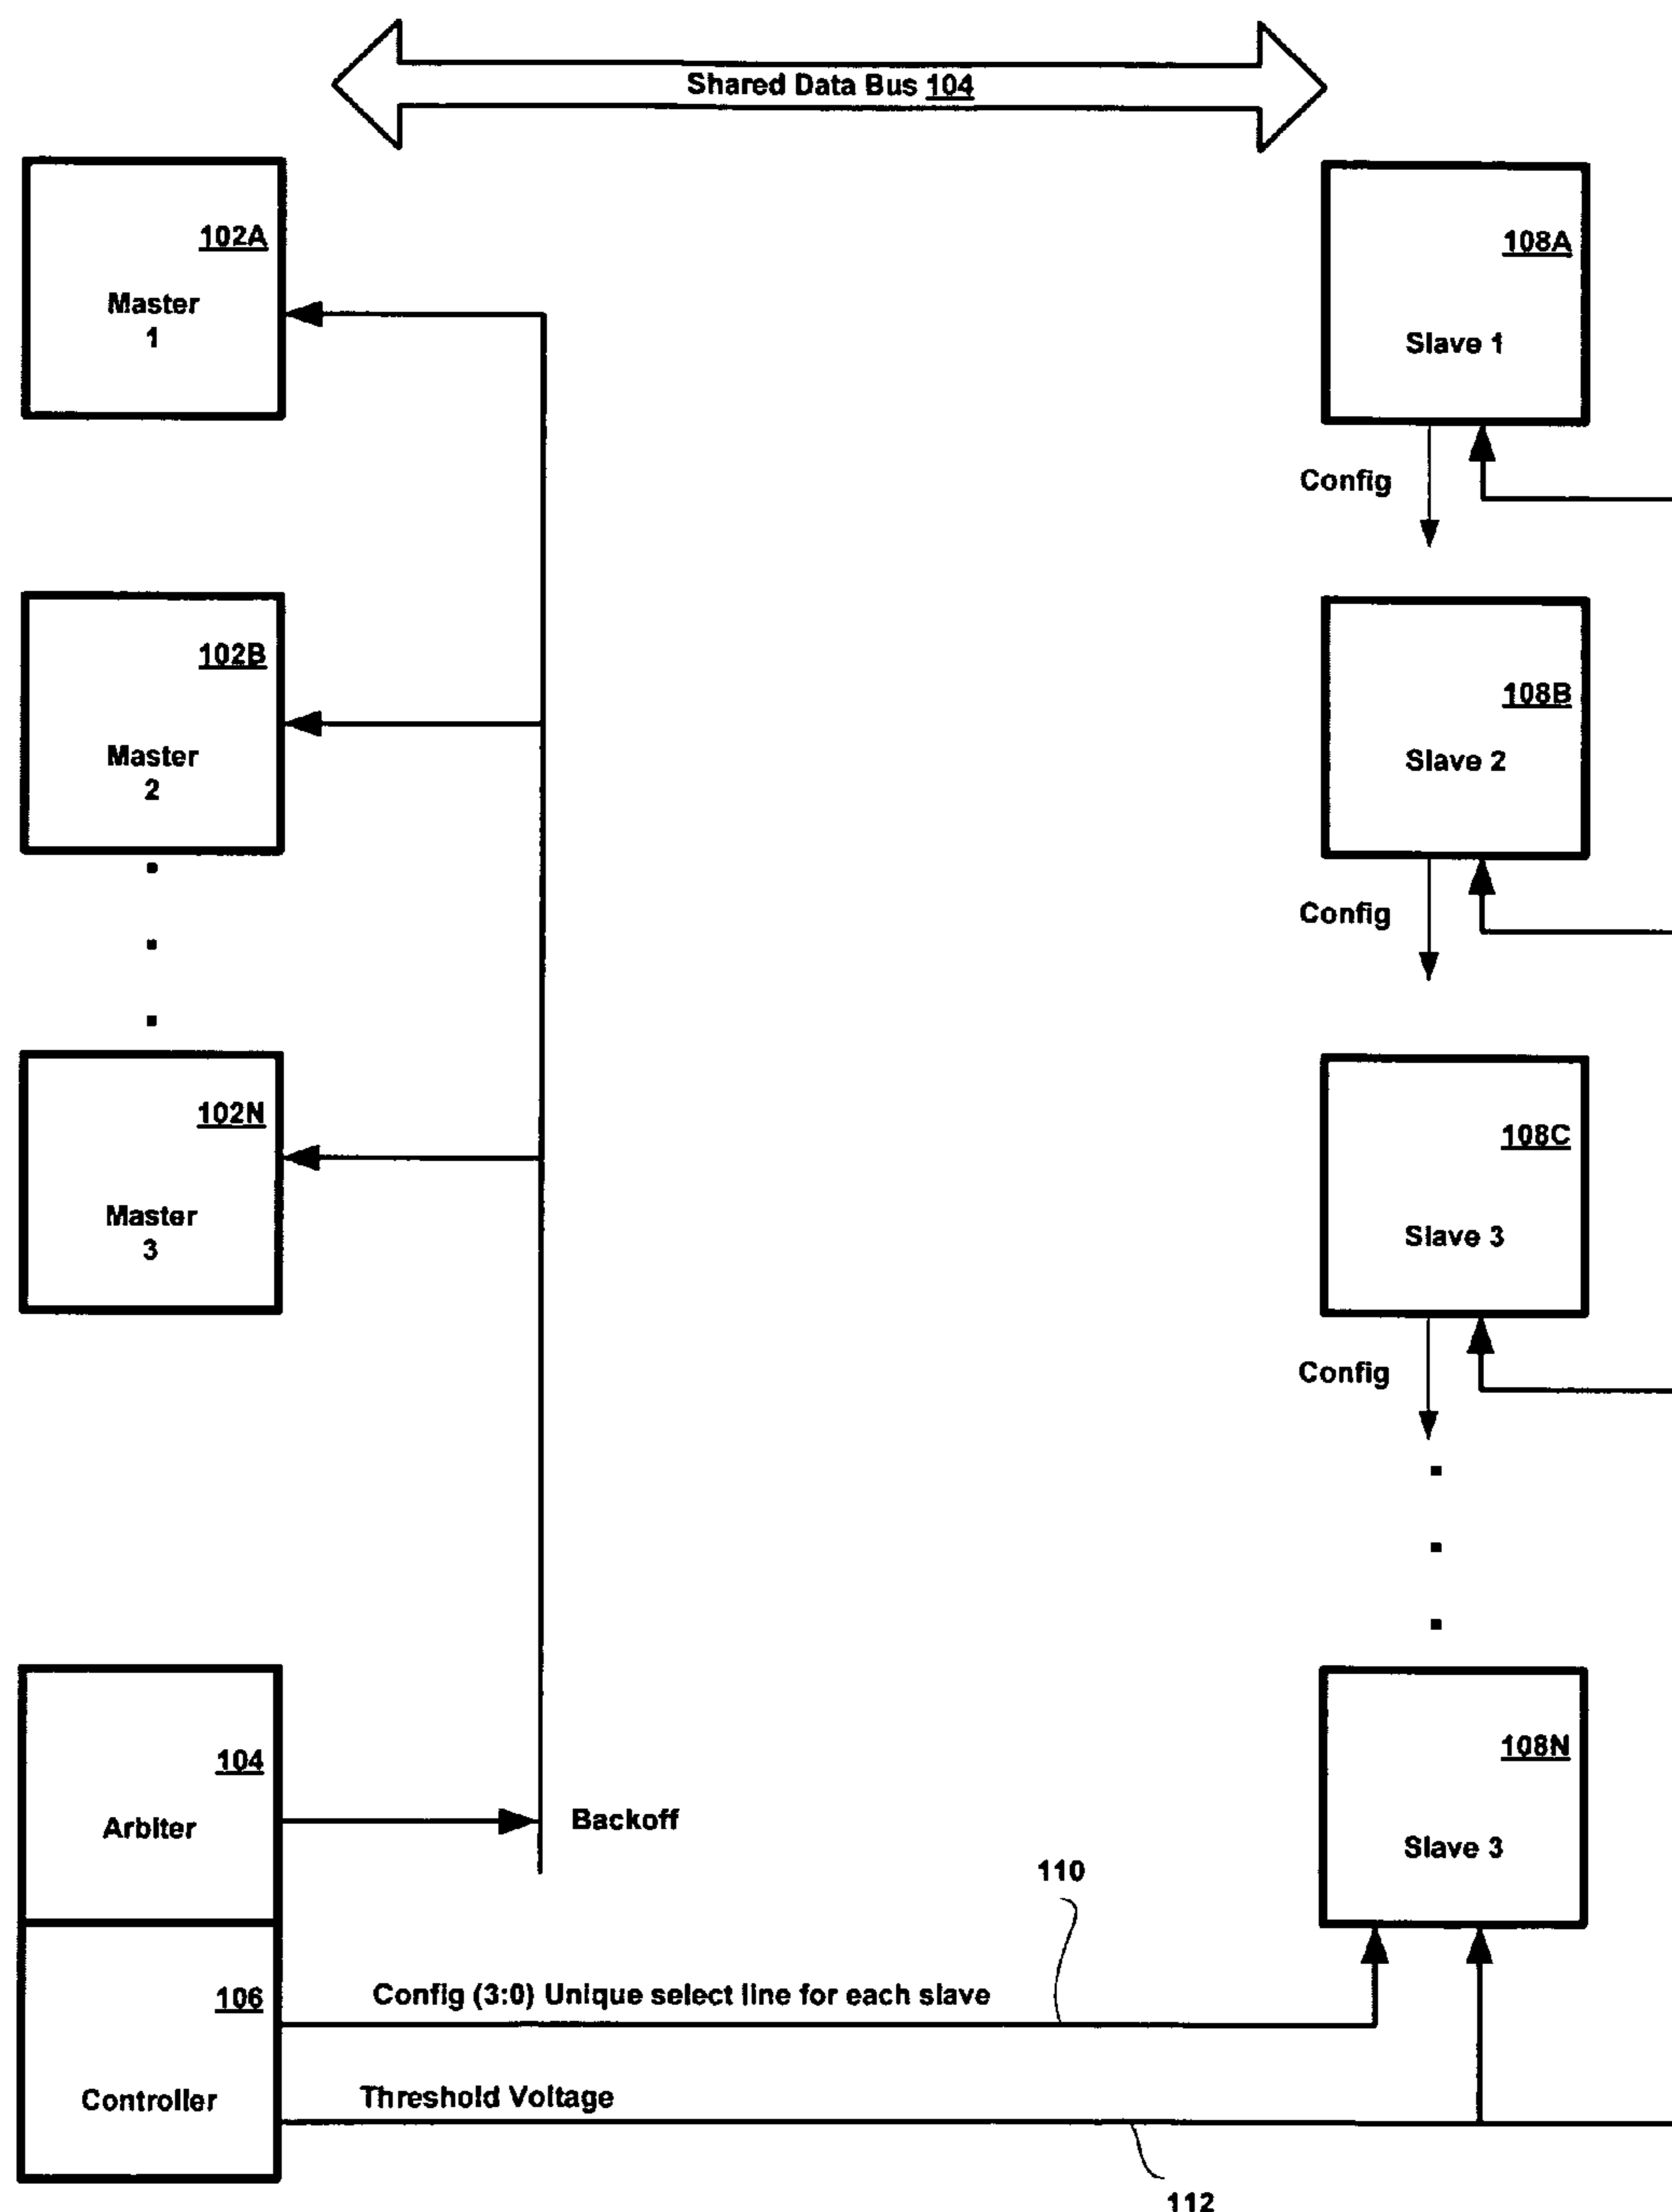 Shared Data Bus 104
102A
Master
1
108A
Slave 1
Config
102B
Master
2
108B
Slave 2
Config
102N
Master
3
108C
Slave 3
Config
104
Arbiter
Backoff
108N
Slave 3
110
106
Controller
Config (3:0) Unique select line for each slave
Threshold Voltage
112